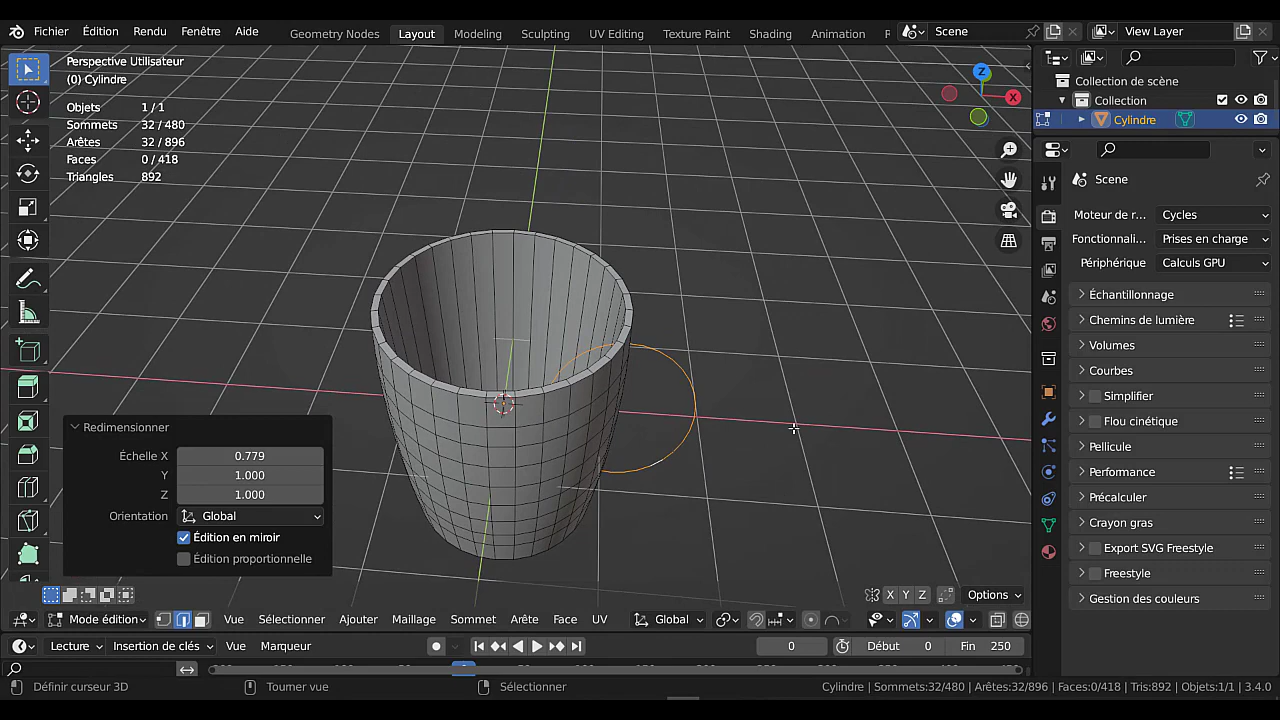 Fichier Édition Rendu Fenêtre Aide Geometry Nodes Layout Modeling Sculpting UV Editing Texture Paint Shading Animation Scene View Layer
Perspective Utilisateur
(0) Cylindre
Objets 1 / 1
Sommets 32 / 480
Arêtes 32 / 896
Faces 0 / 418
Triangles 892
Z
X
Collection de scène
Collection
Cylindre
Scene
Moteur de r... Cycles
Fonctionnali... Prises en charge
Périphérique Calculs GPU
Échantillonnage
Chemins de lumière
Volumes
Courbes
Simplifier
Flou cinétique
Pellicule
Performance
Précalculer
Crayon gras
Export SVG Freestyle
Freestyle
Gestion des couleurs
Redimensionner
Échelle X 0.779
Y 1.000
Z 1.000
Orientation Global
Édition en miroir
Édition proportionnelle
X Y Z Options
Mode édition Vue Sélectionner Ajouter Maillage Sommet Arête Face UV Global
Lecture Insertion de clés Vue Marqueur 0 Début 0 Fin 250
Définir curseur 3D Tourner vue Sélectionner Cylindre | Sommets:32/480 | Arêtes:32/896 | Faces:0/418 | Tris:892 | Objets:1/1 | 3.4.0